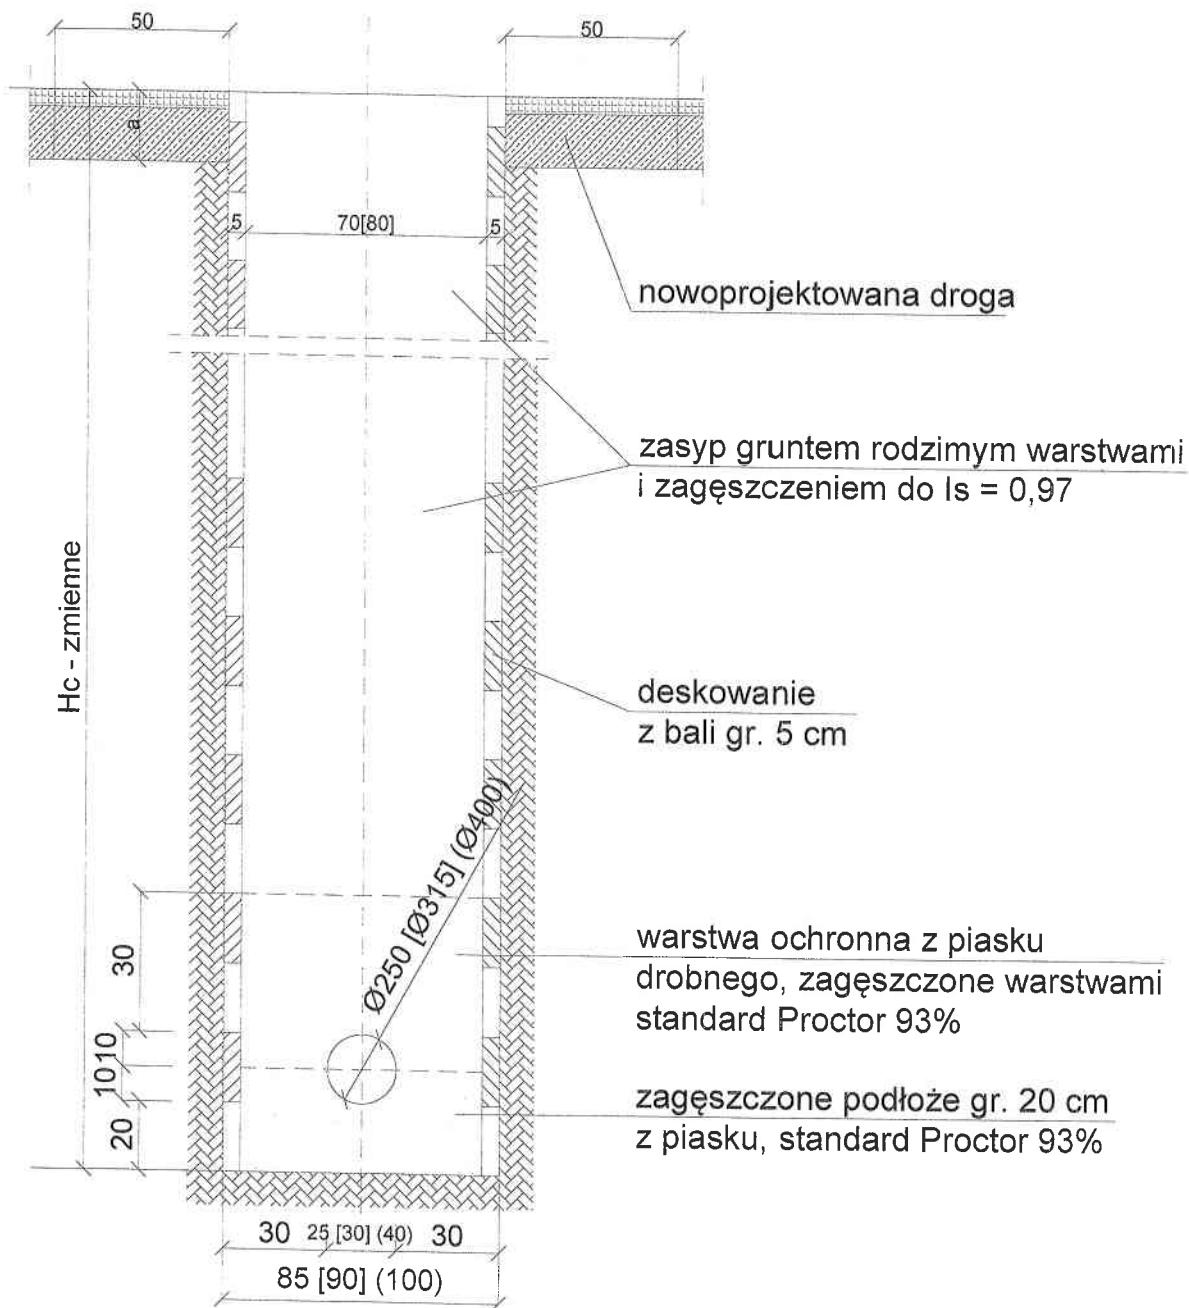 50
50
a
5
70[80]
5
nowoprojektowana droga
zasyp gruntem rodzimym warstwami
i zagęszczeniem do Is = 0,97
Hc - zmienne
deskowanie
z bali gr. 5 cm
Ø250 [Ø315] (Ø400)
30
warstwa ochronna z piasku
drobnego, zagęszczone warstwami
standard Proctor 93%
10
10
20
zagęszczone podłoże gr. 20 cm
z piasku, standard Proctor 93%
30
25 [30] (40)
30
85 [90] (100)